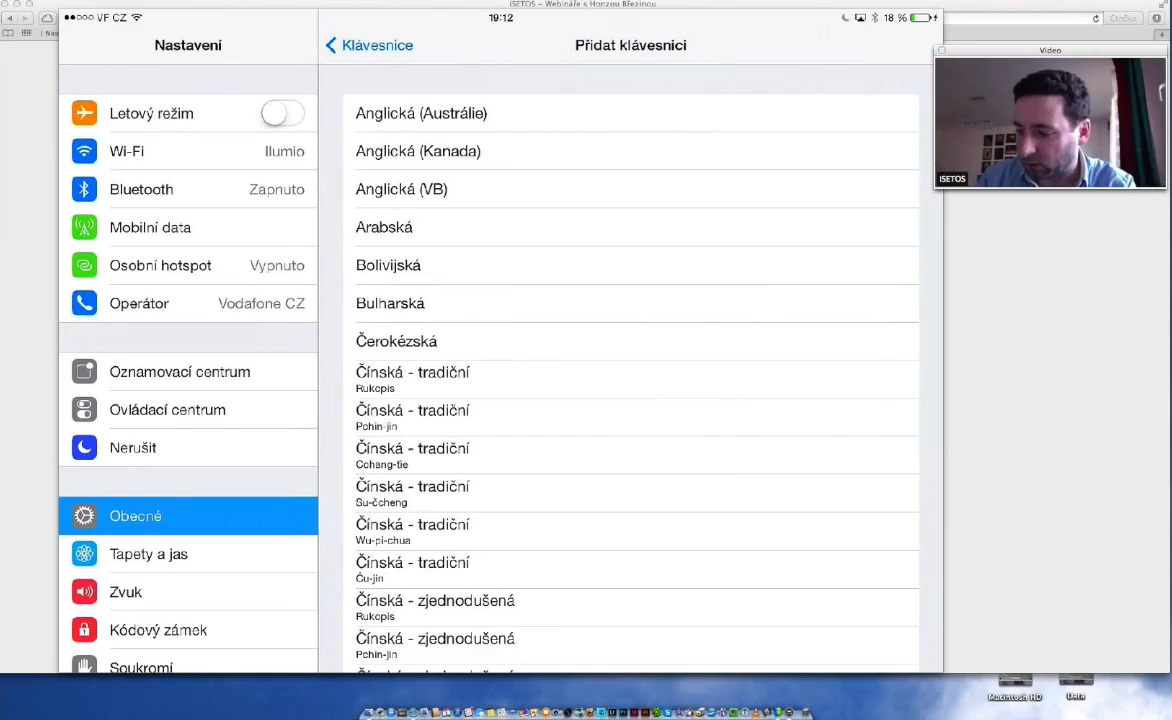 iSETOS – Webináře s Honzou Březinou
VF CZ
19:12
18 %
Čtečka
Nastavení
Klávesnice
Přidat klávesnici
Video
Letový režim
Wi-Fi
Ilumio
Bluetooth
Zapnuto
Mobilní data
Osobní hotspot
Vypnuto
Operátor
Vodafone CZ
Oznamovací centrum
Ovládací centrum
Nerušit
Obecné
Tapety a jas
Zvuk
Kódový zámek
Soukromí
Anglická (Austrálie)
Anglická (Kanada)
Anglická (VB)
Arabská
Bolivijská
Bulharská
Čerokézská
Čínská - tradiční
Rukopis
Čínská - tradiční
Pchin-jin
Čínská - tradiční
Cchang-ťie
Čínská - tradiční
Su-čcheng
Čínská - tradiční
Wu-pi-chua
Čínská - tradiční
Ču-jin
Čínská - zjednodušená
Rukopis
Čínská - zjednodušená
Pchin-jin
iSETOS
Macintosh HD
Data